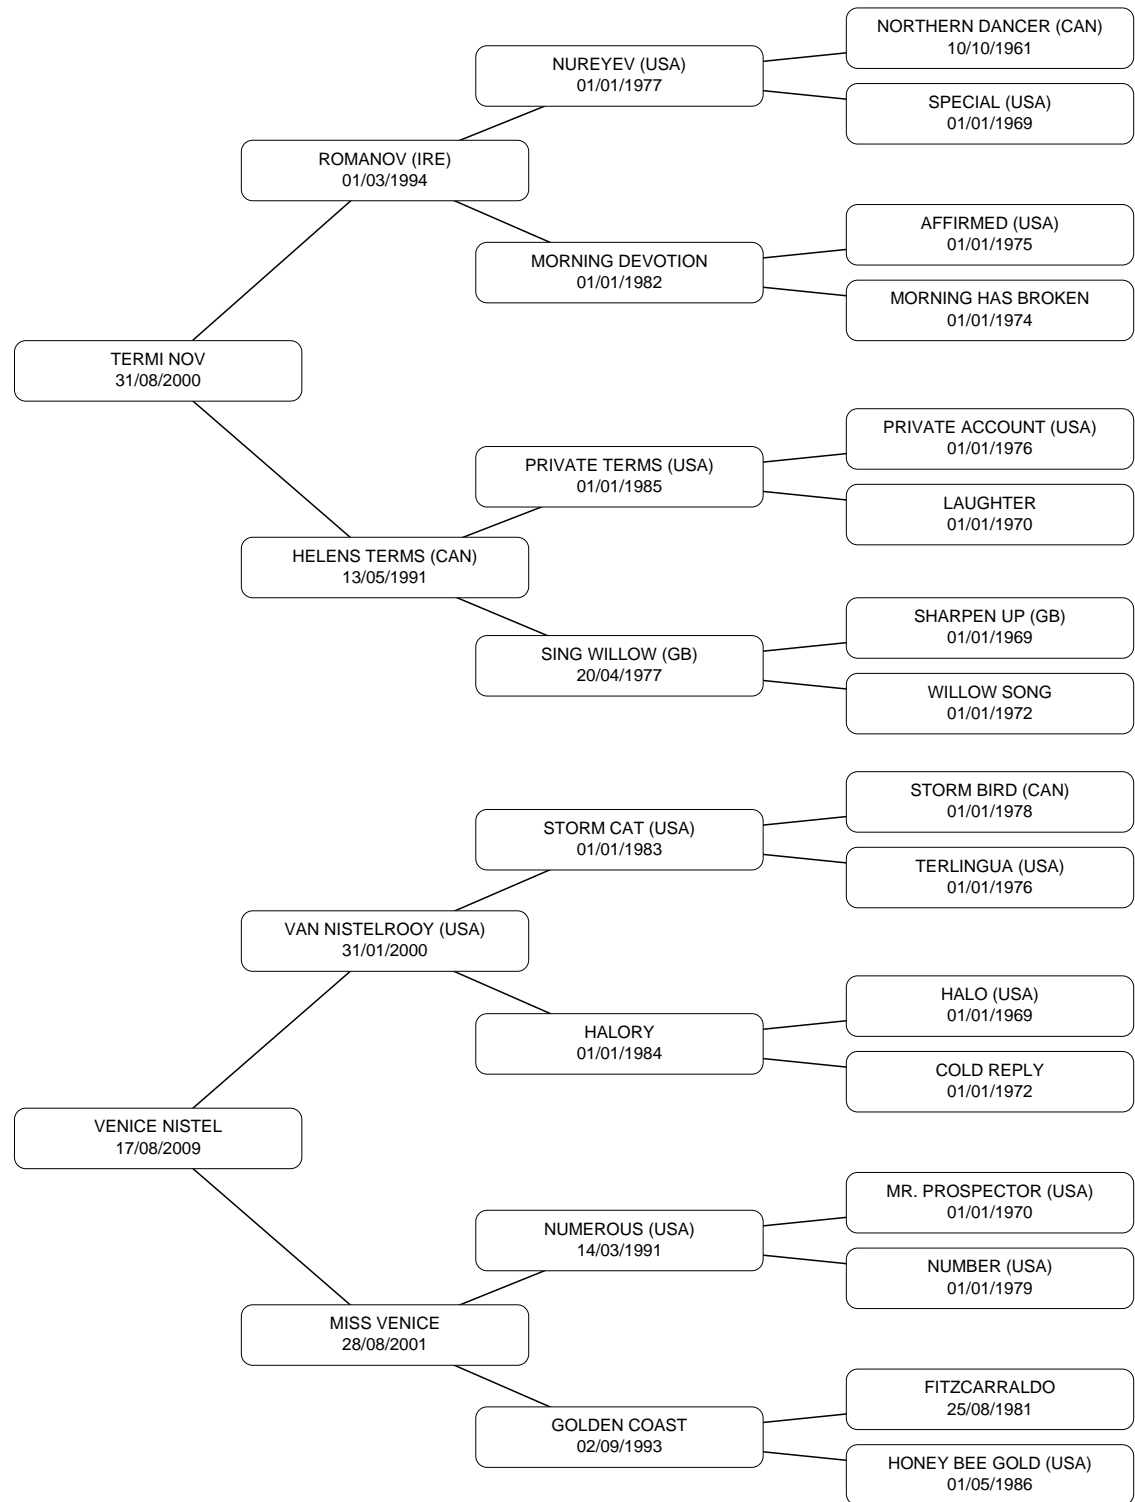 NORTHERN DANCER (CAN)
10/10/1961
NUREYEV (USA)
01/01/1977
SPECIAL (USA)
01/01/1969
ROMANOV (IRE)
01/03/1994
AFFIRMED (USA)
01/01/1975
MORNING DEVOTION
01/01/1982
MORNING HAS BROKEN
01/01/1974
TERMI NOV
31/08/2000
PRIVATE ACCOUNT (USA)
01/01/1976
PRIVATE TERMS (USA)
01/01/1985
LAUGHTER
01/01/1970
HELENS TERMS (CAN)
13/05/1991
SHARPEN UP (GB)
01/01/1969
SING WILLOW (GB)
20/04/1977
WILLOW SONG
01/01/1972
STORM BIRD (CAN)
01/01/1978
STORM CAT (USA)
01/01/1983
TERLINGUA (USA)
01/01/1976
VAN NISTELROOY (USA)
31/01/2000
HALO (USA)
01/01/1969
HALORY
01/01/1984
COLD REPLY
01/01/1972
VENICE NISTEL
17/08/2009
MR. PROSPECTOR (USA)
01/01/1970
NUMEROUS (USA)
14/03/1991
NUMBER (USA)
01/01/1979
MISS VENICE
28/08/2001
FITZCARRALDO
25/08/1981
GOLDEN COAST
02/09/1993
HONEY BEE GOLD (USA)
01/05/1986